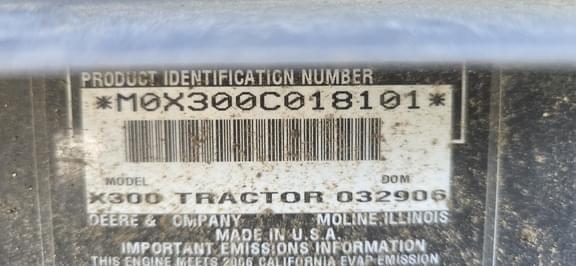 PRODUCT IDENTIFICATION NUMBER
*M0X300C018101*
MODEL DOM
X300 TRACTOR 032906
DEERE & OMPANY MOLINE ILLINOIS
MADE IN U.S.A.
IMPORTANT EMISSIONS INFORMATION
THIS ENGINE MEETS 2006 CALIFORNIA EVAP EMISSION